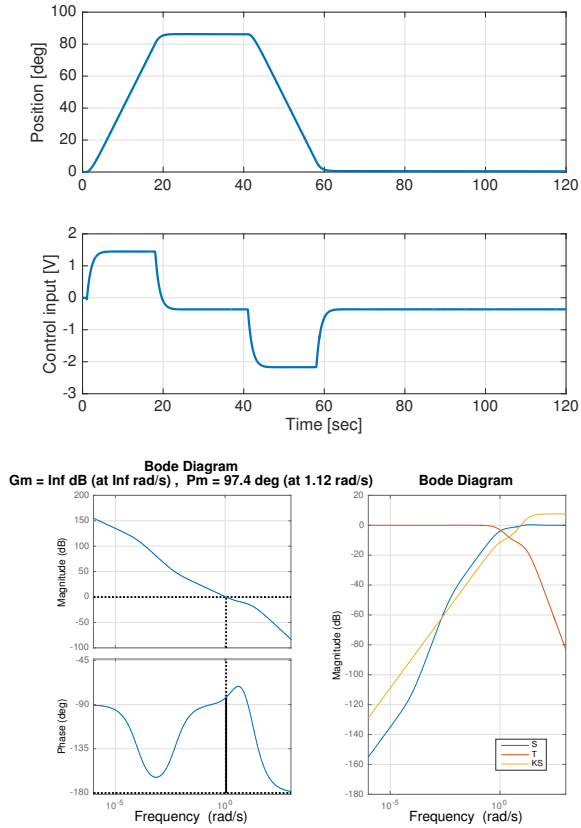 100
80
60
40
20
0
Position [deg]
0 20 40 60 80 100 120
2
1
0
-1
-2
-3
Control input [V]
0 20 40 60 80 100 120
Time [sec]
Bode Diagram
Gm = Inf dB (at Inf rad/s) , Pm = 97.4 deg (at 1.12 rad/s)
200
150
100
50
0
-50
-100
Magnitude (dB)
-45
-90
-135
-180
Phase (deg)
10^-5 10^0
Frequency (rad/s)
Bode Diagram
20
0
-20
-40
-60
-80
-100
-120
-140
-160
-180
Magnitude (dB)
S
T
KS
10^-5 10^0
Frequency (rad/s)